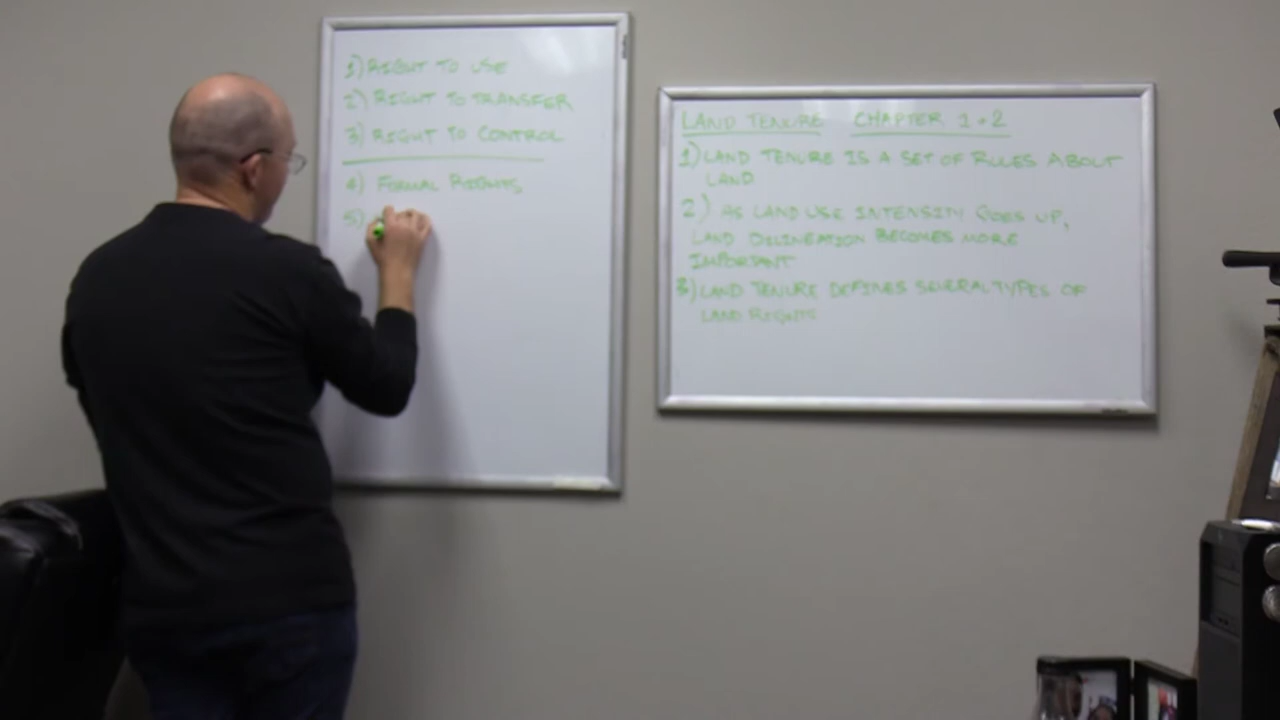 1) RIGHT TO USE
2) RIGHT TO TRANSFER
3) RIGHT TO CONTROL
4) FORMAL RIGHTS
5)
LAND TENURE CHAPTER 1+2
1) LAND TENURE IS A SET OF RULES ABOUT
LAND
2) AS LAND USE INTENSITY GOES UP,
LAND DILINEATION BECOMES MORE
IMPORTANT
3) LAND TENURE DEFINES SEVERAL TYPES OF
LAND RIGHTS